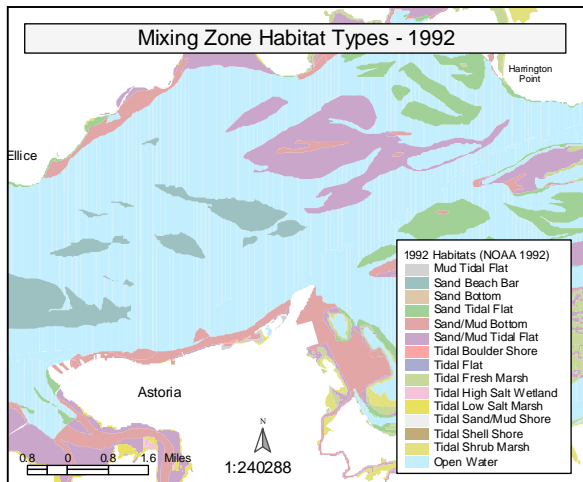 Mixing Zone Habitat Types - 1992
Harrington
Point
Ellice
1992 Habitats (NOAA 1992)
Mud Tidal Flat
Sand Beach Bar
Sand Bottom
Sand Tidal Flat
Sand/Mud Bottom
Sand/Mud Tidal Flat
Tidal Boulder Shore
Tidal Flat
Tidal Fresh Marsh
Tidal High Salt Wetland
Tidal Low Salt Marsh
Tidal Sand/Mud Shore
Tidal Shell Shore
Tidal Shrub Marsh
Open Water
Astoria
N
0.8 0 0.8 1.6 Miles
1:240288